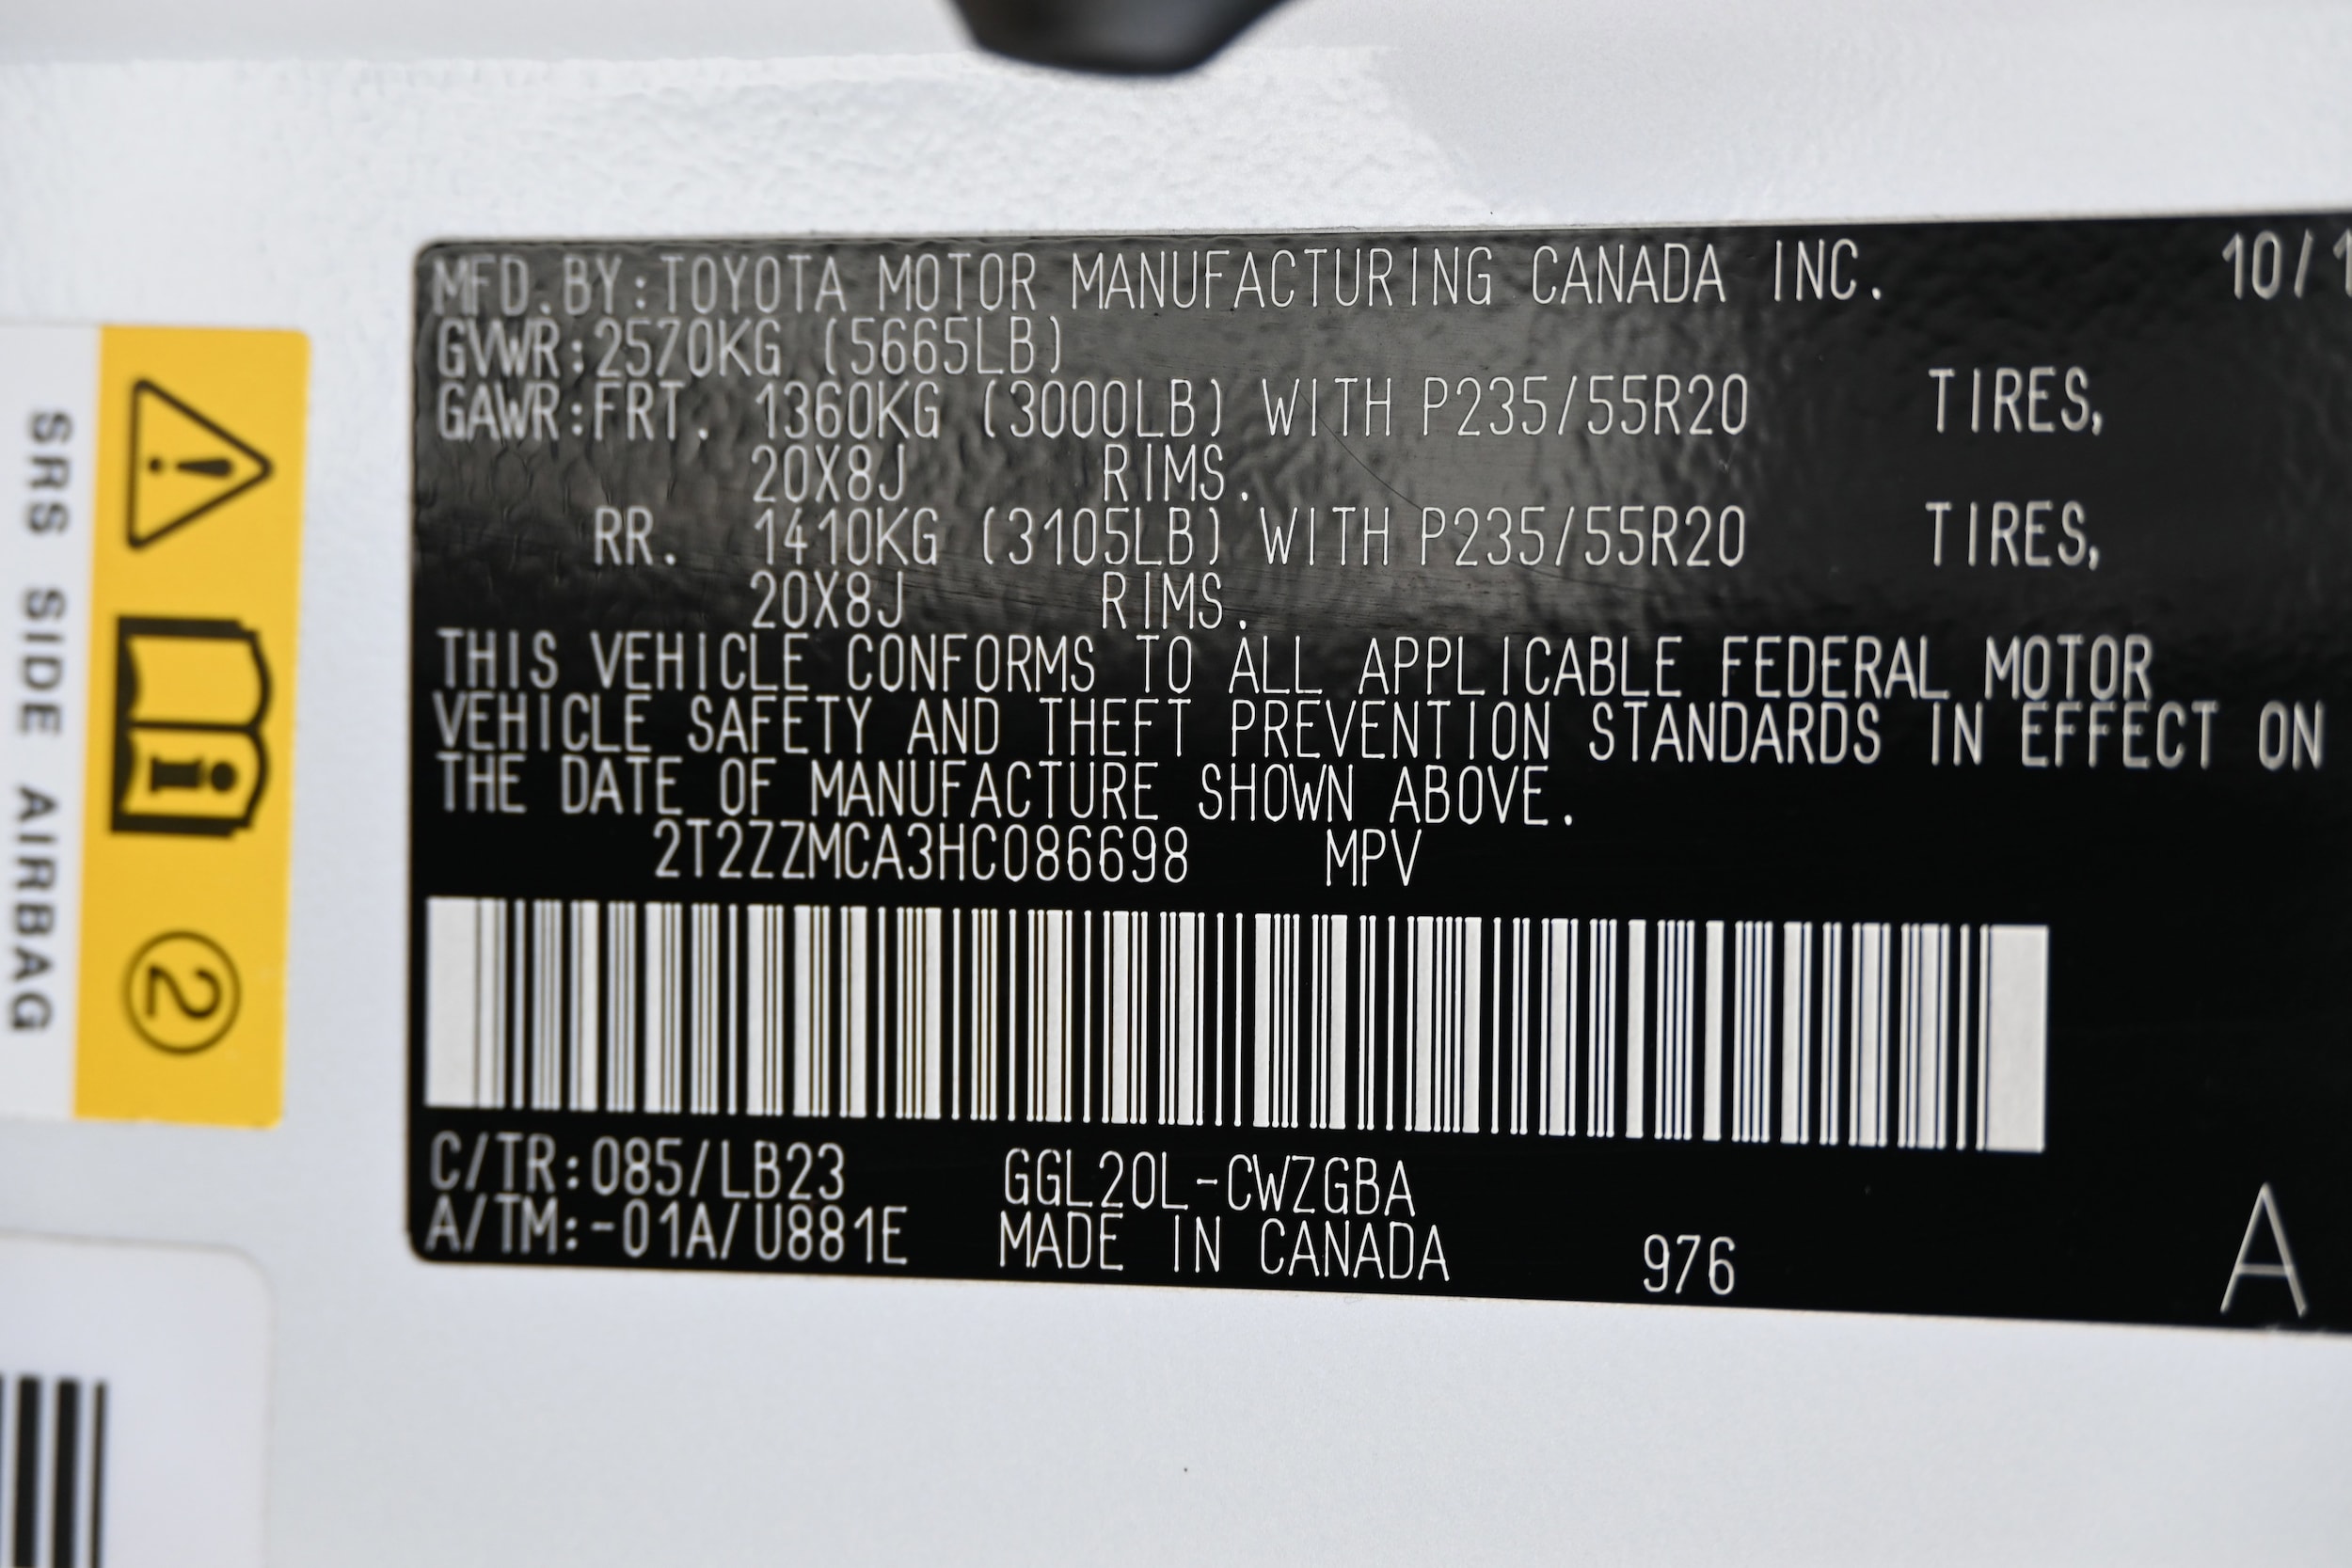 MFD.BY:TOYOTA MOTOR MANUFACTURING CANADA INC. 10/1
GVWR:2570KG (5665LB)
GAWR:FRT. 1360KG (3000LB) WITH P235/55R20 TIRES,
20X8J RIMS.
RR. 1410KG (3105LB) WITH P235/55R20 TIRES,
20X8J RIMS.
THIS VEHICLE CONFORMS TO ALL APPLICABLE FEDERAL MOTOR
VEHICLE SAFETY AND THEFT PREVENTION STANDARDS IN EFFECT ON
THE DATE OF MANUFACTURE SHOWN ABOVE.
2T2ZZMCA3HC086698 MPV
C/TR:085/LB23 GGL20L-CWZGBA
A/TM:-01A/U881E MADE IN CANADA 976
A
SRS SIDE AIRBAG
2